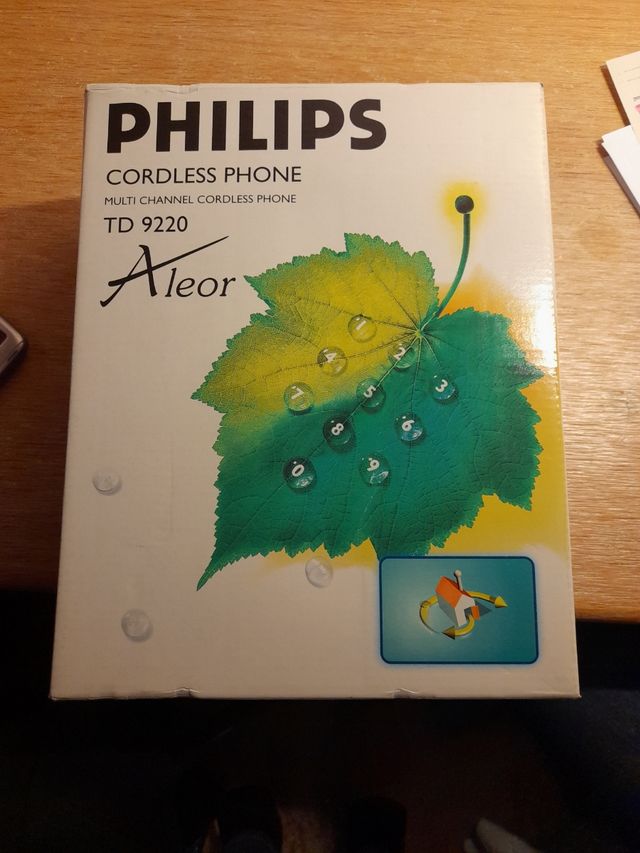 PHILIPS
CORDLESS PHONE
MULTI CHANNEL CORDLESS PHONE
TD 9220
Aleor
1
4 2
7 5 3
8 6
0 9